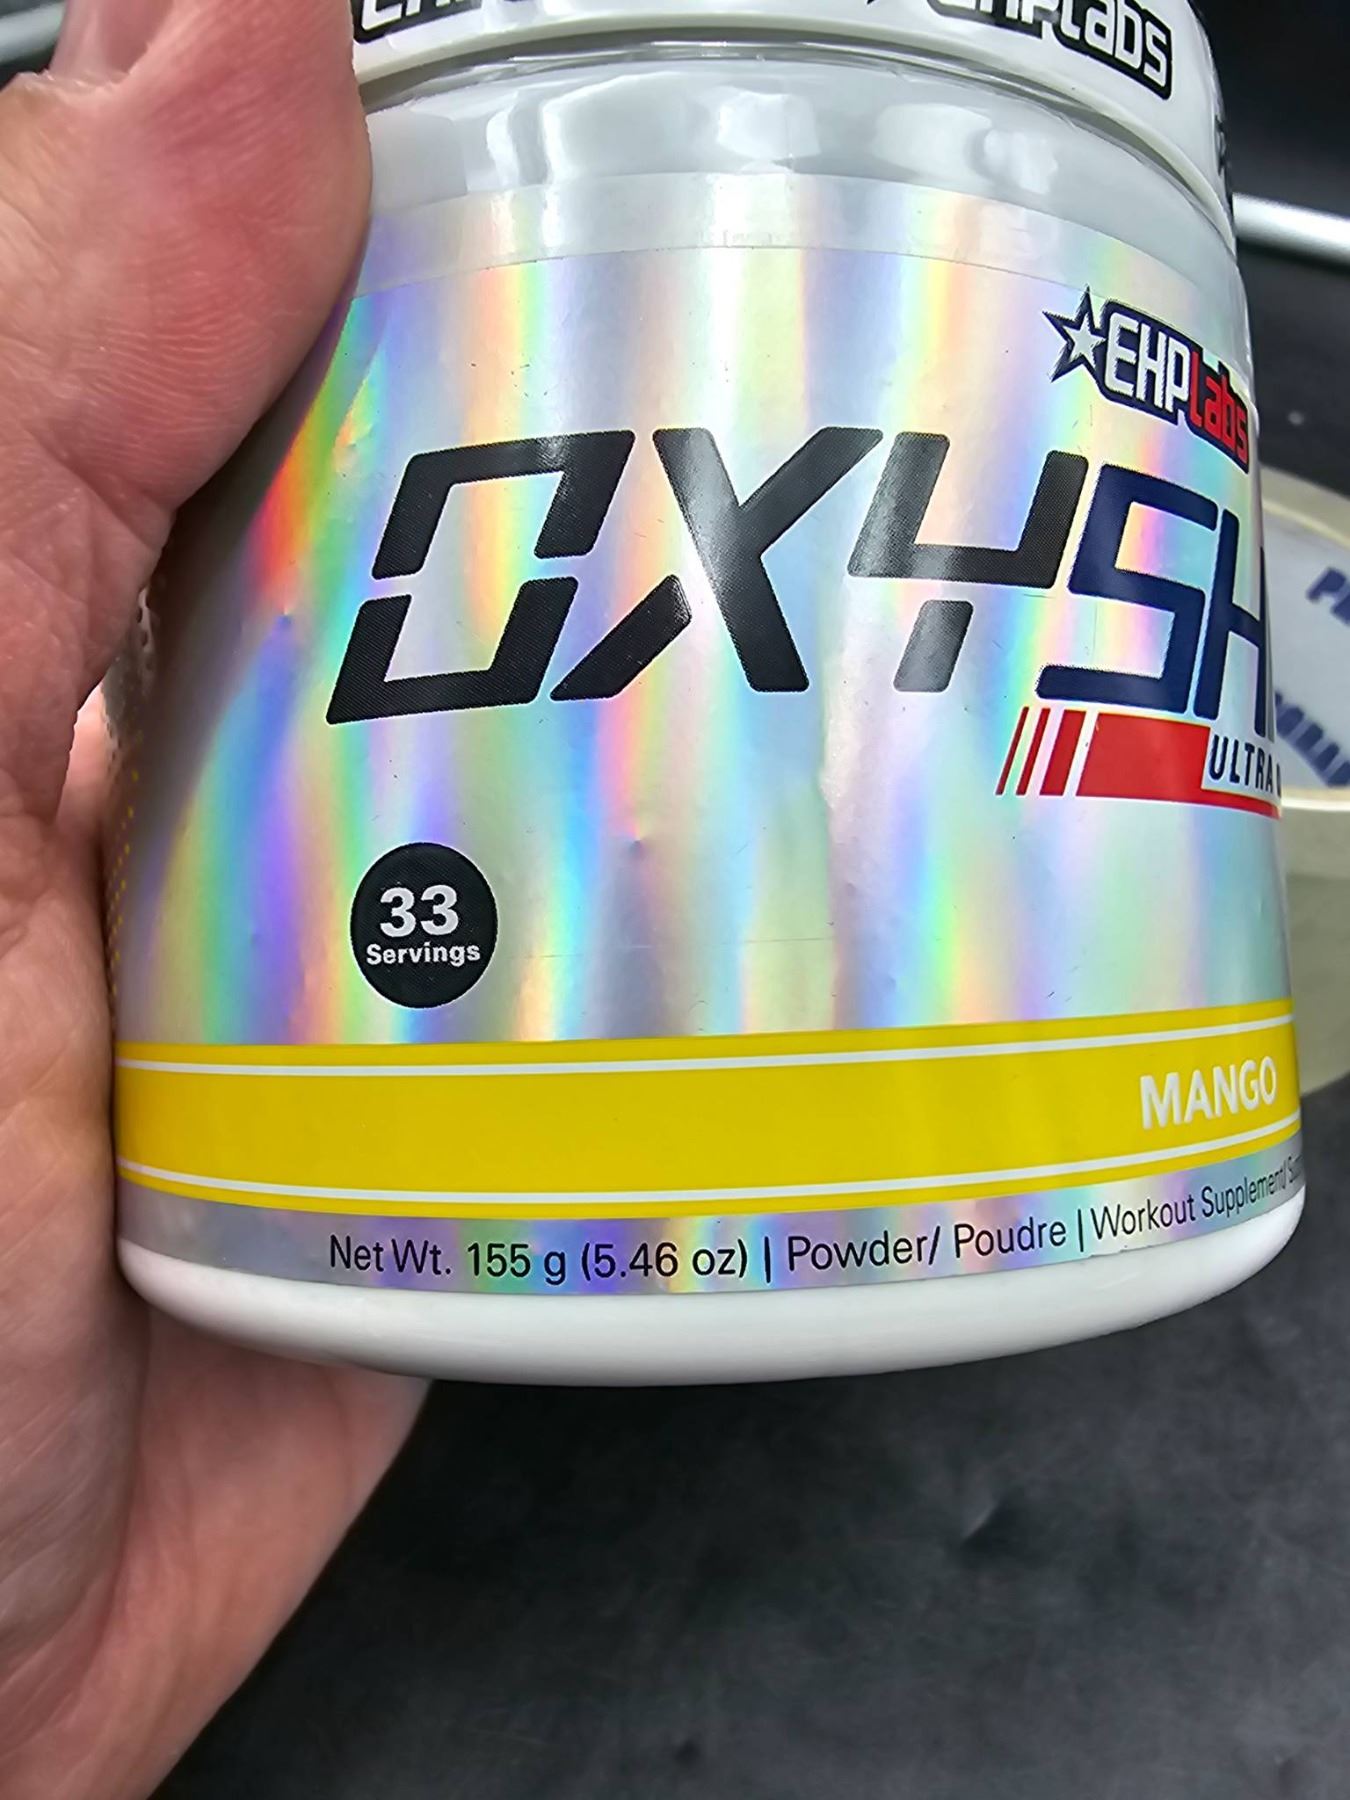 EHPLabs
EHPLabs
OXYSH
ULTRA
33
Servings
MANGO
Net Wt. 155 g (5.46 oz) | Powder/ Poudre | Workout Supplement/